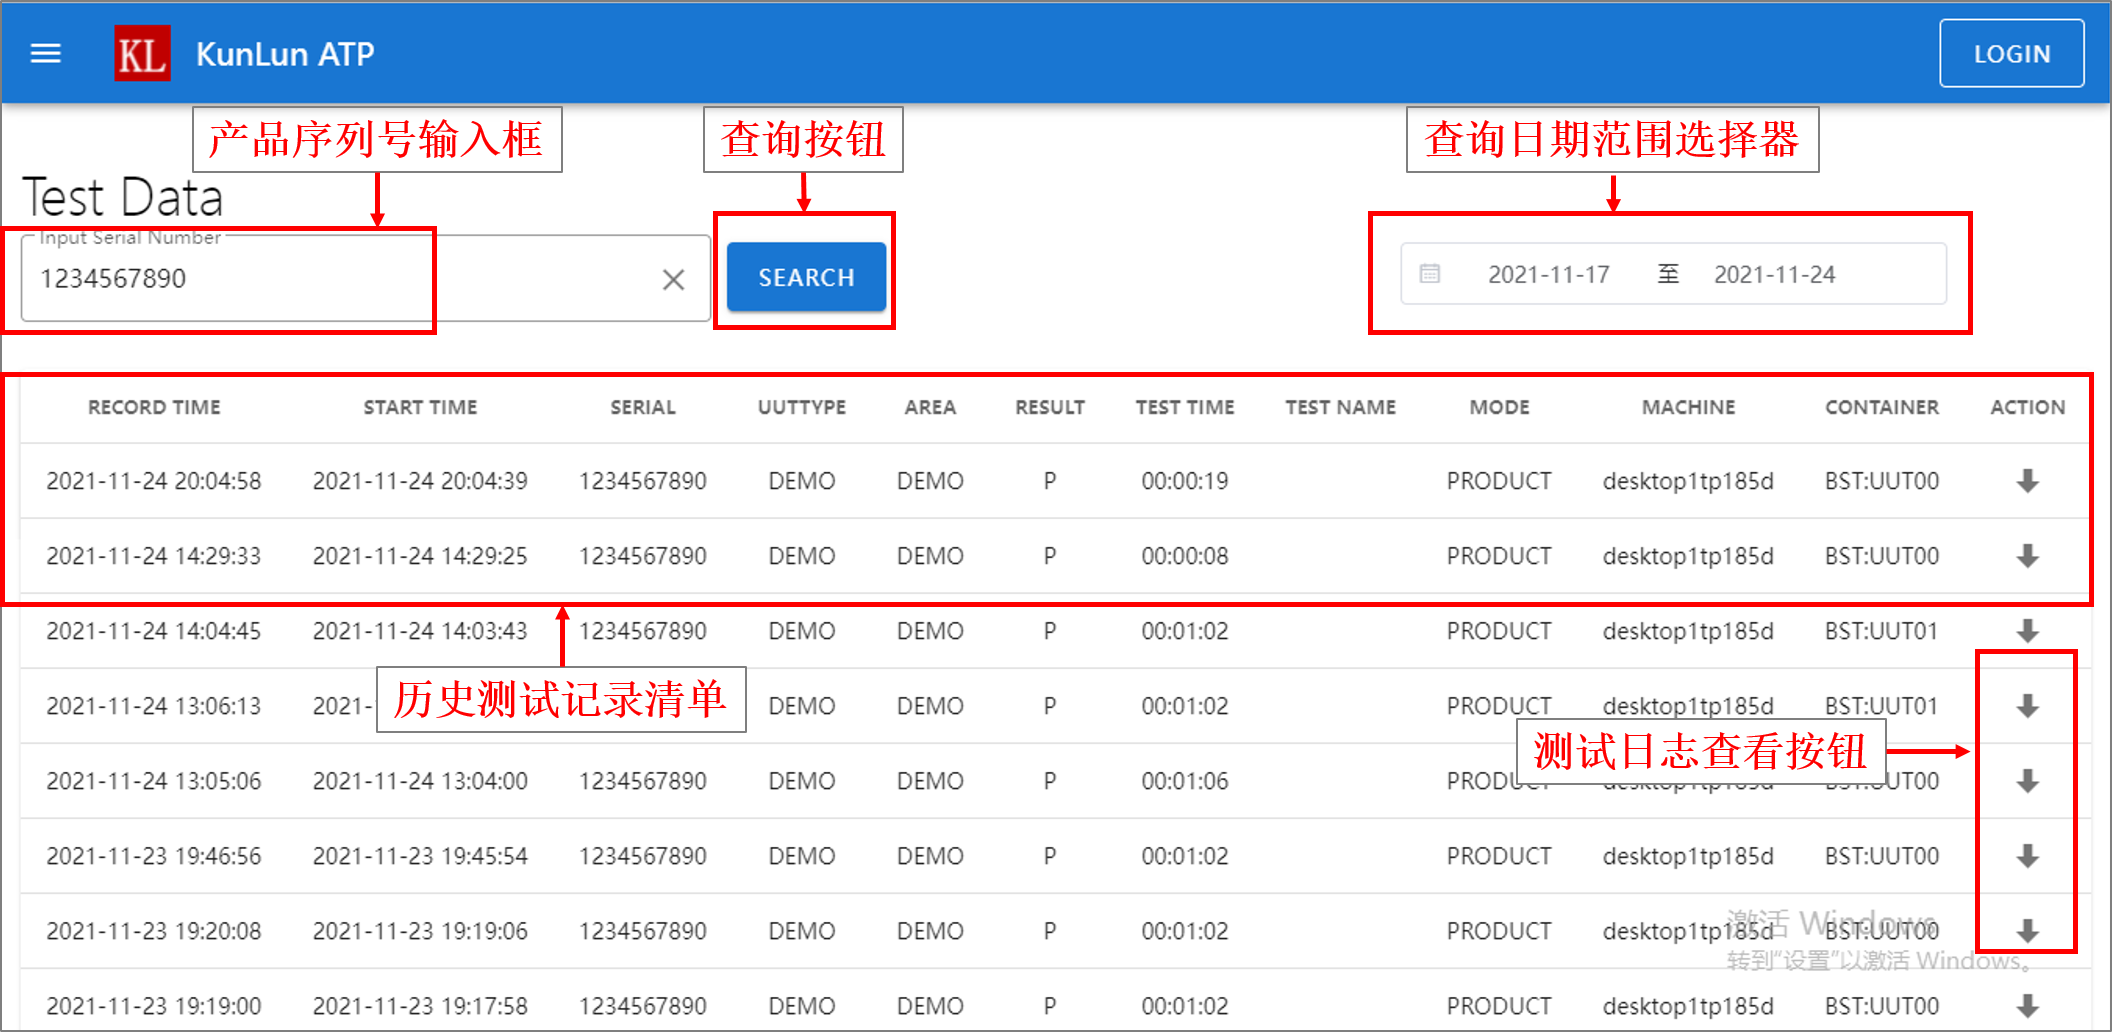 KL KunLun ATP LOGIN
产品序列号输入框 查询按钮 查询日期范围选择器
Test Data
Input Serial Number
1234567890 SEARCH 2021-11-17 至 2021-11-24
RECORD TIME START TIME SERIAL UUTTYPE AREA RESULT TEST TIME TEST NAME MODE MACHINE CONTAINER ACTION
2021-11-24 20:04:58 2021-11-24 20:04:39 1234567890 DEMO DEMO P 00:00:19 PRODUCT desktop1tp185d BST:UUT00
2021-11-24 14:29:33 2021-11-24 14:29:25 1234567890 DEMO DEMO P 00:00:08 PRODUCT desktop1tp185d BST:UUT00
2021-11-24 14:04:45 2021-11-24 14:03:43 1234567890 DEMO DEMO P 00:01:02 PRODUCT desktop1tp185d BST:UUT01
历史测试记录清单
2021-11-24 13:06:13 2021- DEMO DEMO P 00:01:02 PRODUCT desktop1tp185d BST:UUT01
测试日志查看按钮
2021-11-24 13:05:06 2021-11-24 13:04:00 1234567890 DEMO DEMO P 00:01:06
2021-11-23 19:46:56 2021-11-23 19:45:54 1234567890 DEMO DEMO P 00:01:02 PRODUCT desktop1tp185d BST:UUT00
2021-11-23 19:20:08 2021-11-23 19:19:06 1234567890 DEMO DEMO P 00:01:02 PRODUCT desktop1tp185d BST:UUT00
激活 Windows
转到“设置”以激活 Windows。
2021-11-23 19:19:00 2021-11-23 19:17:58 1234567890 DEMO DEMO P 00:01:02 PRODUCT desktop1tp185d BST:UUT00